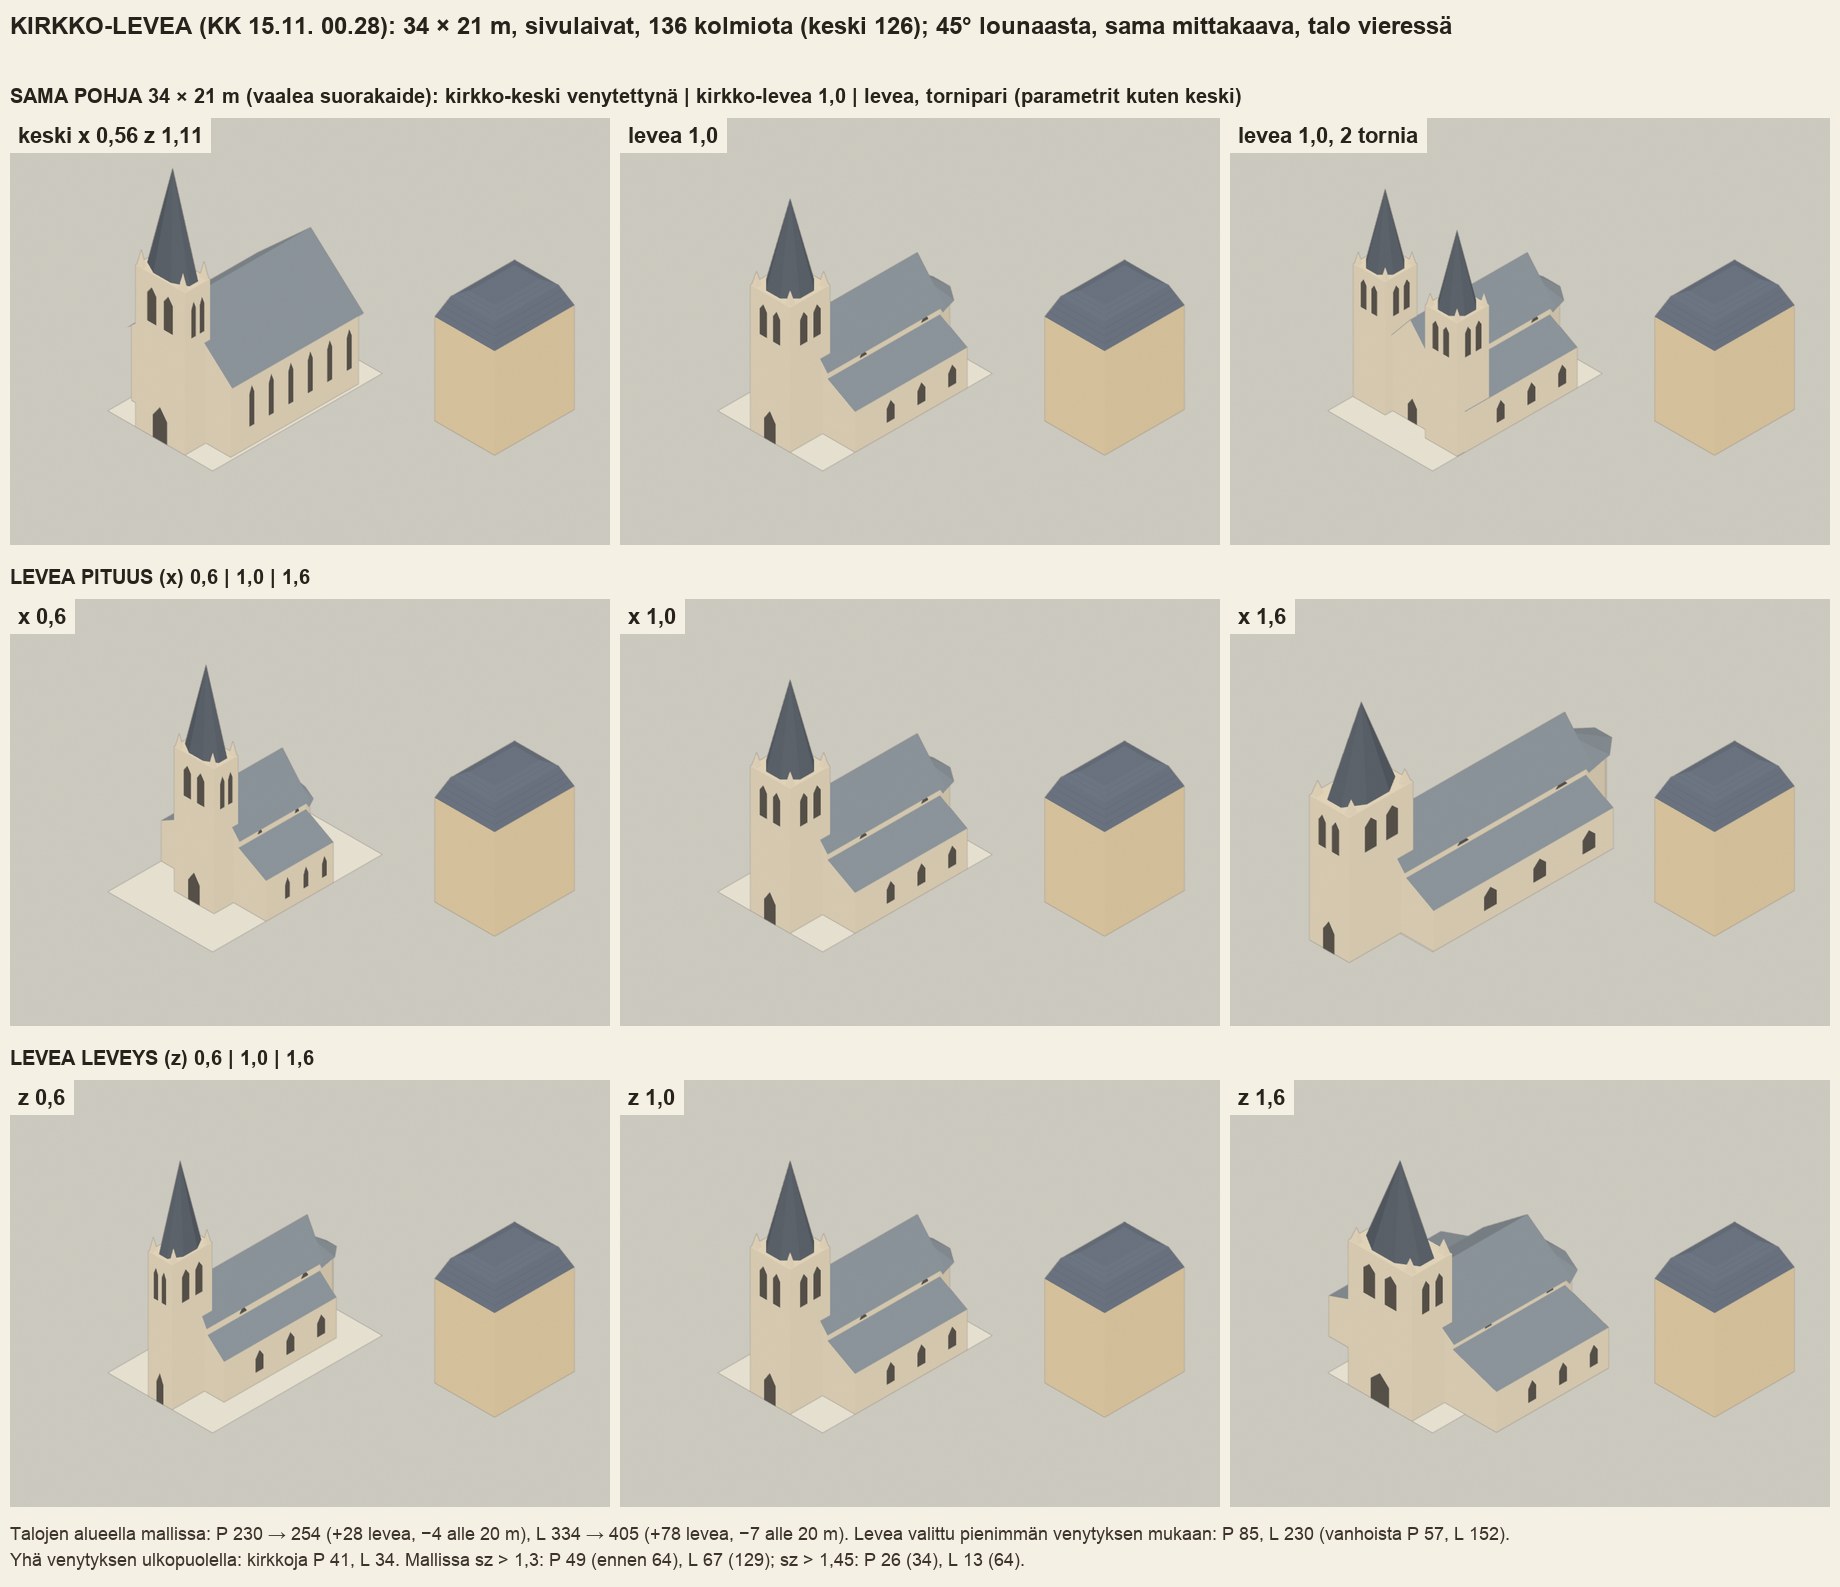 KIRKKO-LEVEA (KK 15.11. 00.28): 34 × 21 m, sivulaivat, 136 kolmiota (keski 126); 45° lounaasta, sama mittakaava, talo vieressä
SAMA POHJA 34 × 21 m (vaalea suorakaide): kirkko-keski venytettynä | kirkko-levea 1,0 | levea, tornipari (parametrit kuten keski)
keski x 0,56 z 1,11
levea 1,0
levea 1,0, 2 tornia
LEVEA PITUUS (x) 0,6 | 1,0 | 1,6
x 0,6
x 1,0
x 1,6
LEVEA LEVEYS (z) 0,6 | 1,0 | 1,6
z 0,6
z 1,0
z 1,6
Talojen alueella mallissa: P 230 → 254 (+28 levea, −4 alle 20 m), L 334 → 405 (+78 levea, −7 alle 20 m). Levea valittu pienimmän venytyksen mukaan: P 85, L 230 (vanhoista P 57, L 152).
Yhä venytyksen ulkopuolella: kirkkoja P 41, L 34. Mallissa sz > 1,3: P 49 (ennen 64), L 67 (129); sz > 1,45: P 26 (34), L 13 (64).